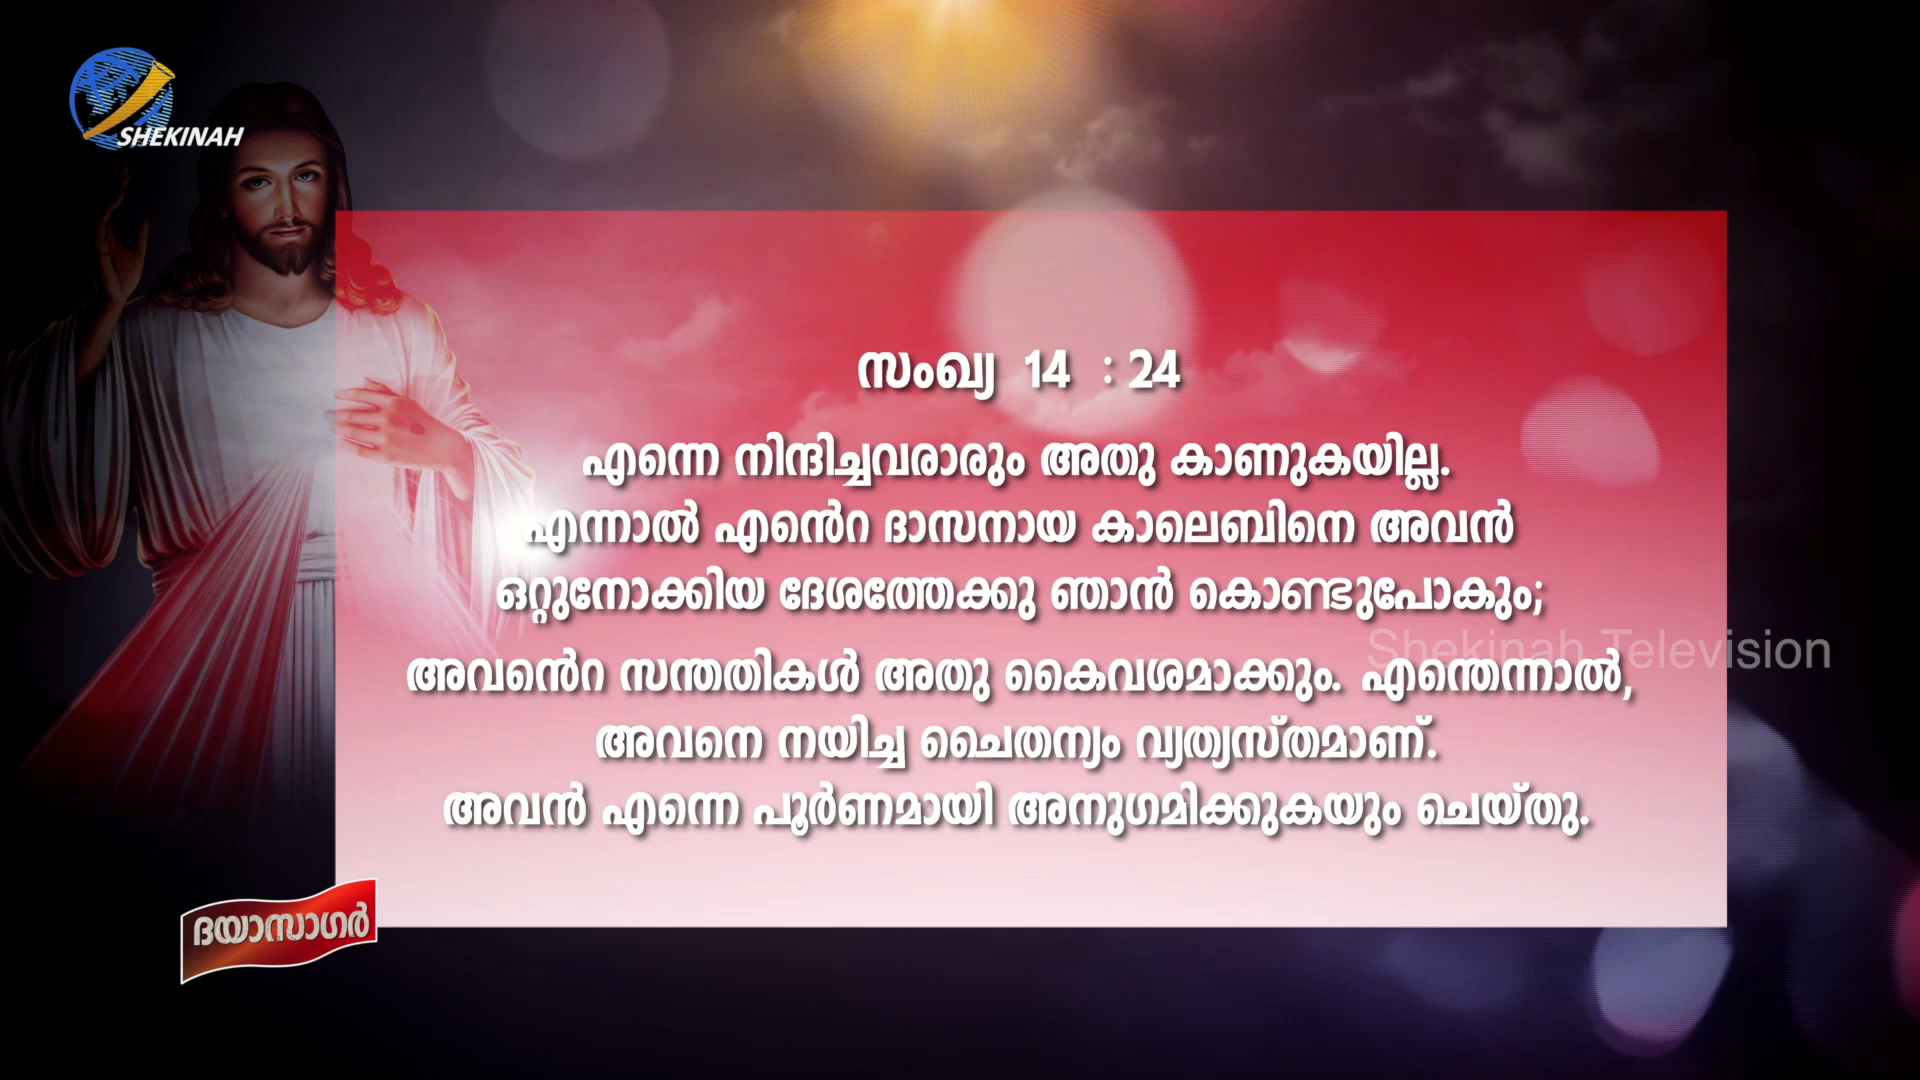 SHEKINAH
സംഖ്യ 14 : 24
എന്നെ നിന്ദിച്ചവരാരും അതു കാണുകയില്ല.
എന്നാൽ എൻെറ ദാസനായ കാലെബിനെ അവൻ
ഒറ്റുനോക്കിയ ദേശത്തേക്കു ഞാൻ കൊണ്ടുപോകും;
Shekinah Television
അവൻെറ സന്തതികൾ അതു കൈവശമാക്കും. എന്തെന്നാൽ,
അവനെ നയിച്ച ചൈതന്യം വ്യത്യസ്തമാണ്.
അവൻ എന്നെ പൂർണമായി അനുഗമിക്കുകയും ചെയ്തു.
ദയാസാഗർ